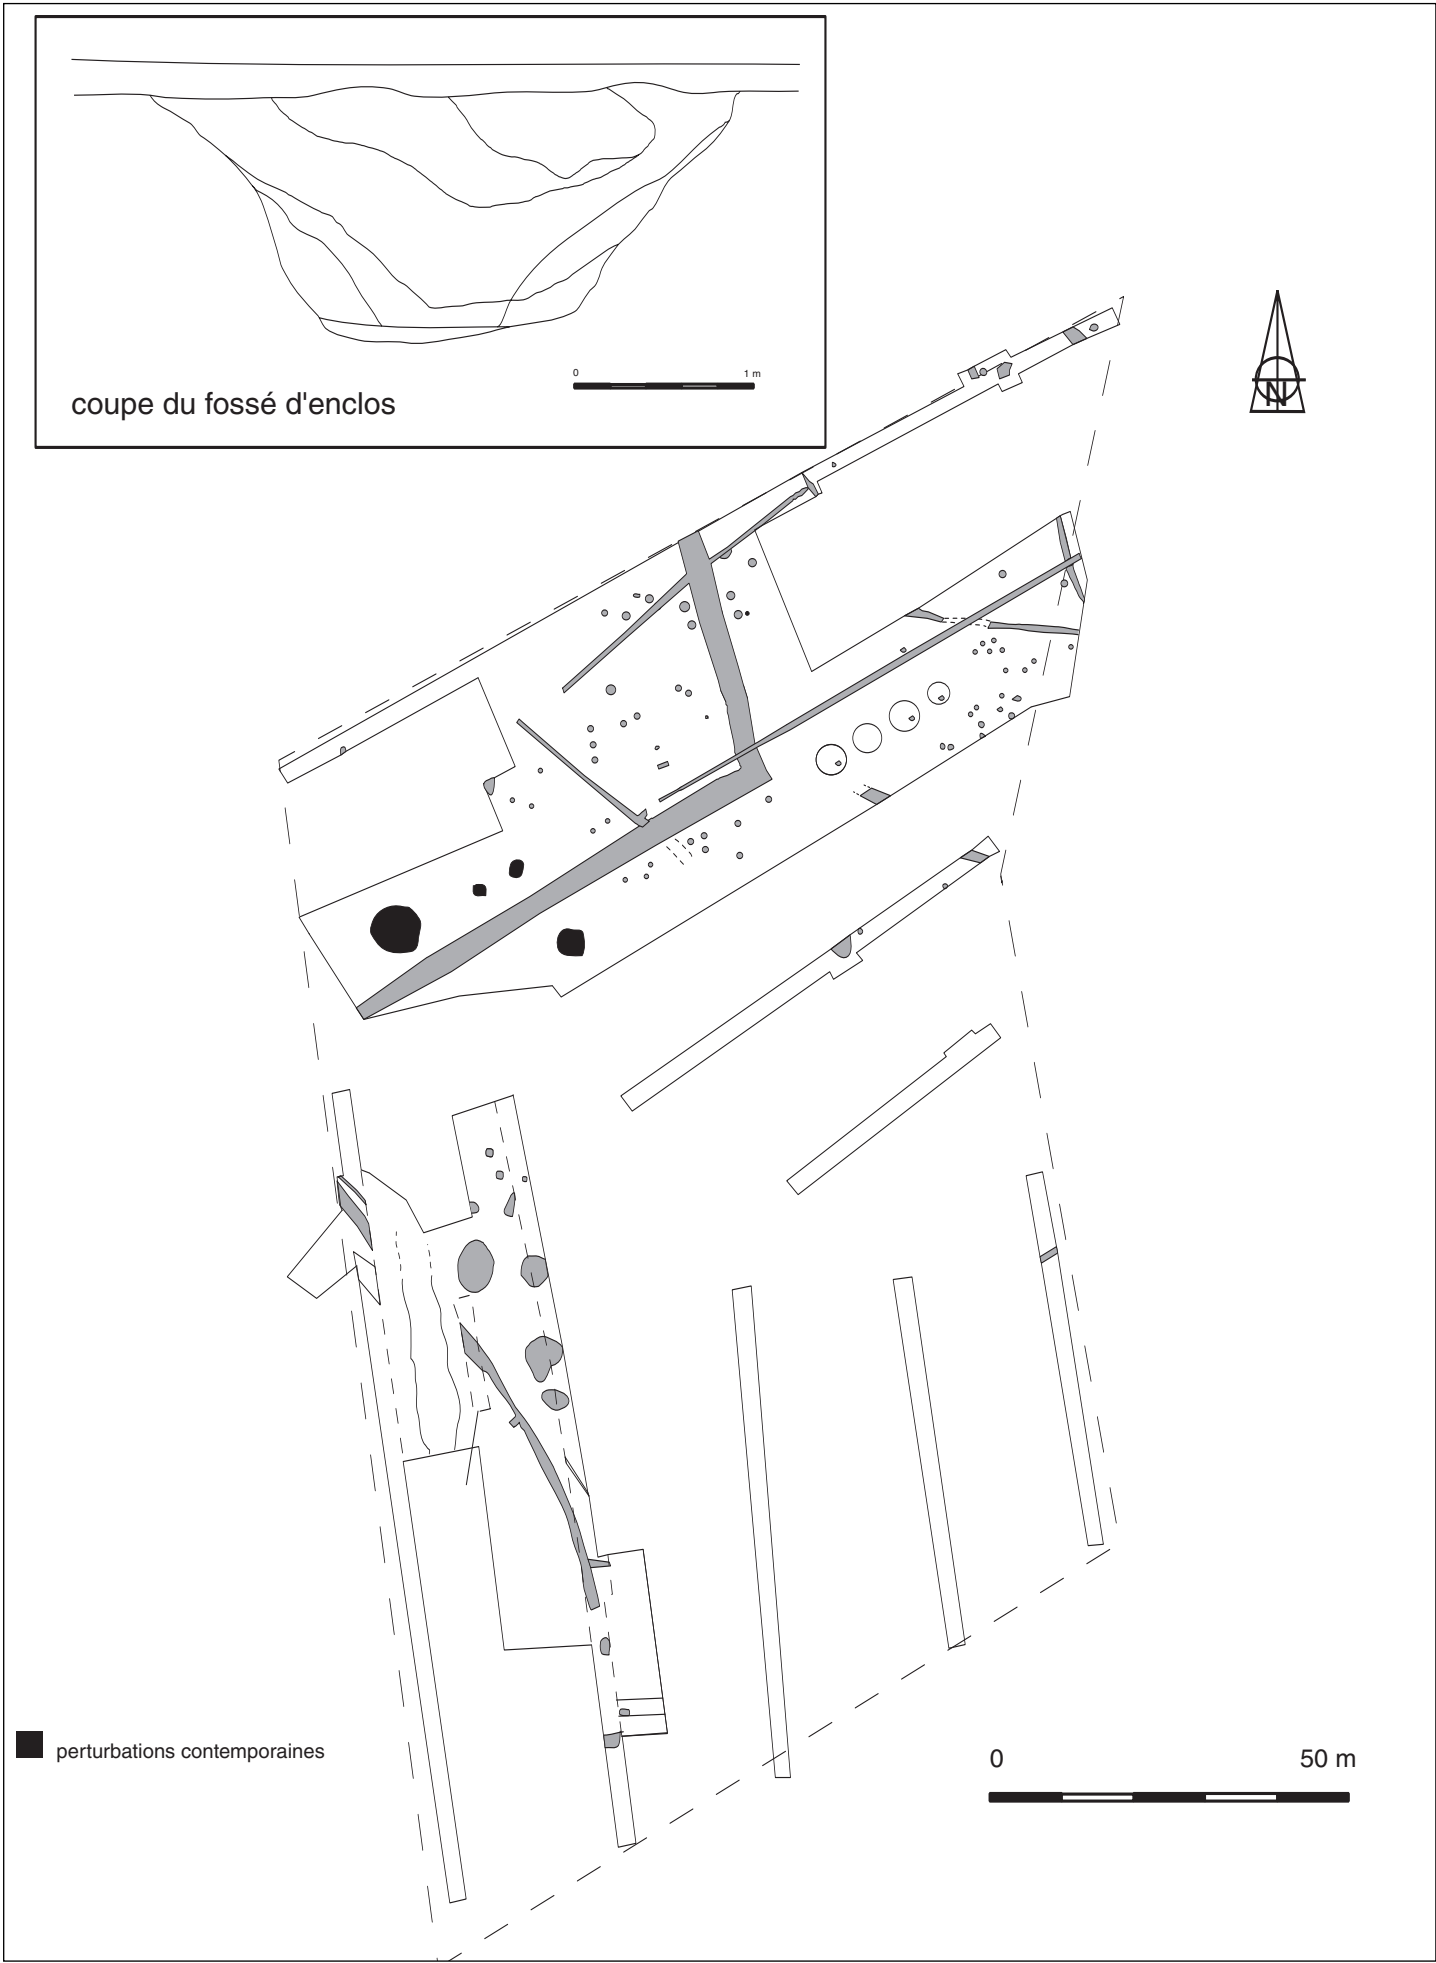 0 1 m
coupe du fossé d'enclos
N
perturbations contemporaines
0 50 m